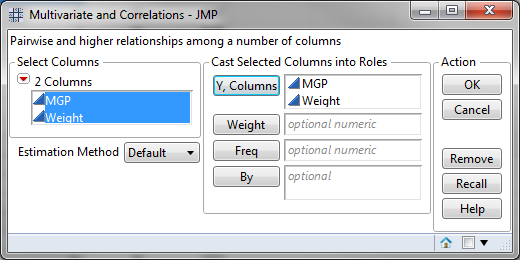 Multivariate and Correlations - JMP
Pairwise and higher relationships among a number of columns
Select Columns
2 Columns
MGP
Weight
Estimation Method Default
Cast Selected Columns into Roles
Y, Columns
MGP
Weight
Weight optional numeric
Freq optional numeric
By optional
Action
OK
Cancel
Remove
Recall
Help